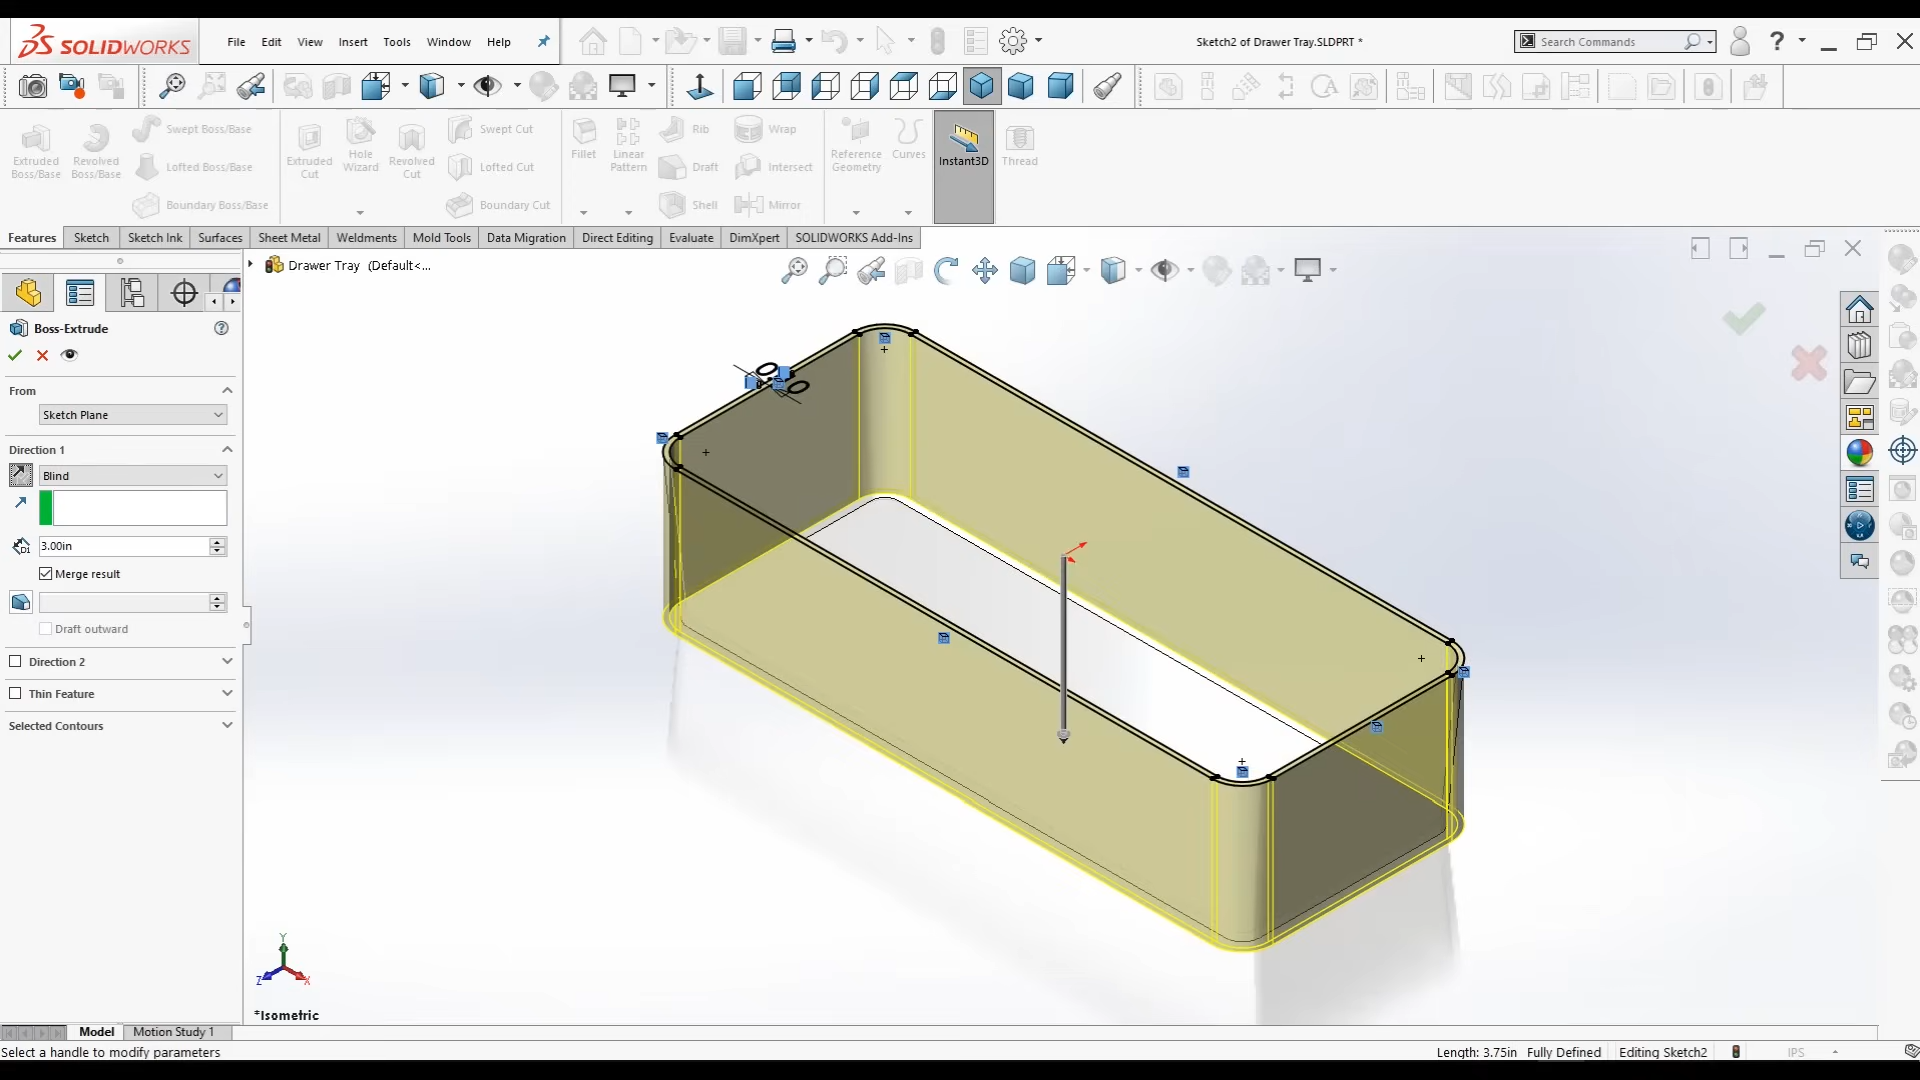 SOLIDWORKS
File Edit View Insert Tools Window Help
Sketch2 of Drawer Tray.SLDPRT *
Search Commands
?
Extruded Boss/Base
Revolved Boss/Base
Swept Boss/Base
Lofted Boss/Base
Boundary Boss/Base
Extruded Cut
Hole Wizard
Revolved Cut
Swept Cut
Lofted Cut
Boundary Cut
Fillet
Linear Pattern
Rib
Draft
Shell
Wrap
Intersect
Mirror
Reference Geometry
Curves
Instant3D
Thread
Features Sketch Sketch Ink Surfaces Sheet Metal Weldments Mold Tools Data Migration Direct Editing Evaluate DimXpert SOLIDWORKS Add-Ins
Drawer Tray (Default<...
Boss-Extrude
From
Sketch Plane
Direction 1
Blind
3.00in
Merge result
Draft outward
Direction 2
Thin Feature
Selected Contours
Y
Z
X
*Isometric
Model Motion Study 1
Select a handle to modify parameters
Length: 3.75in Fully Defined Editing Sketch2 IPS